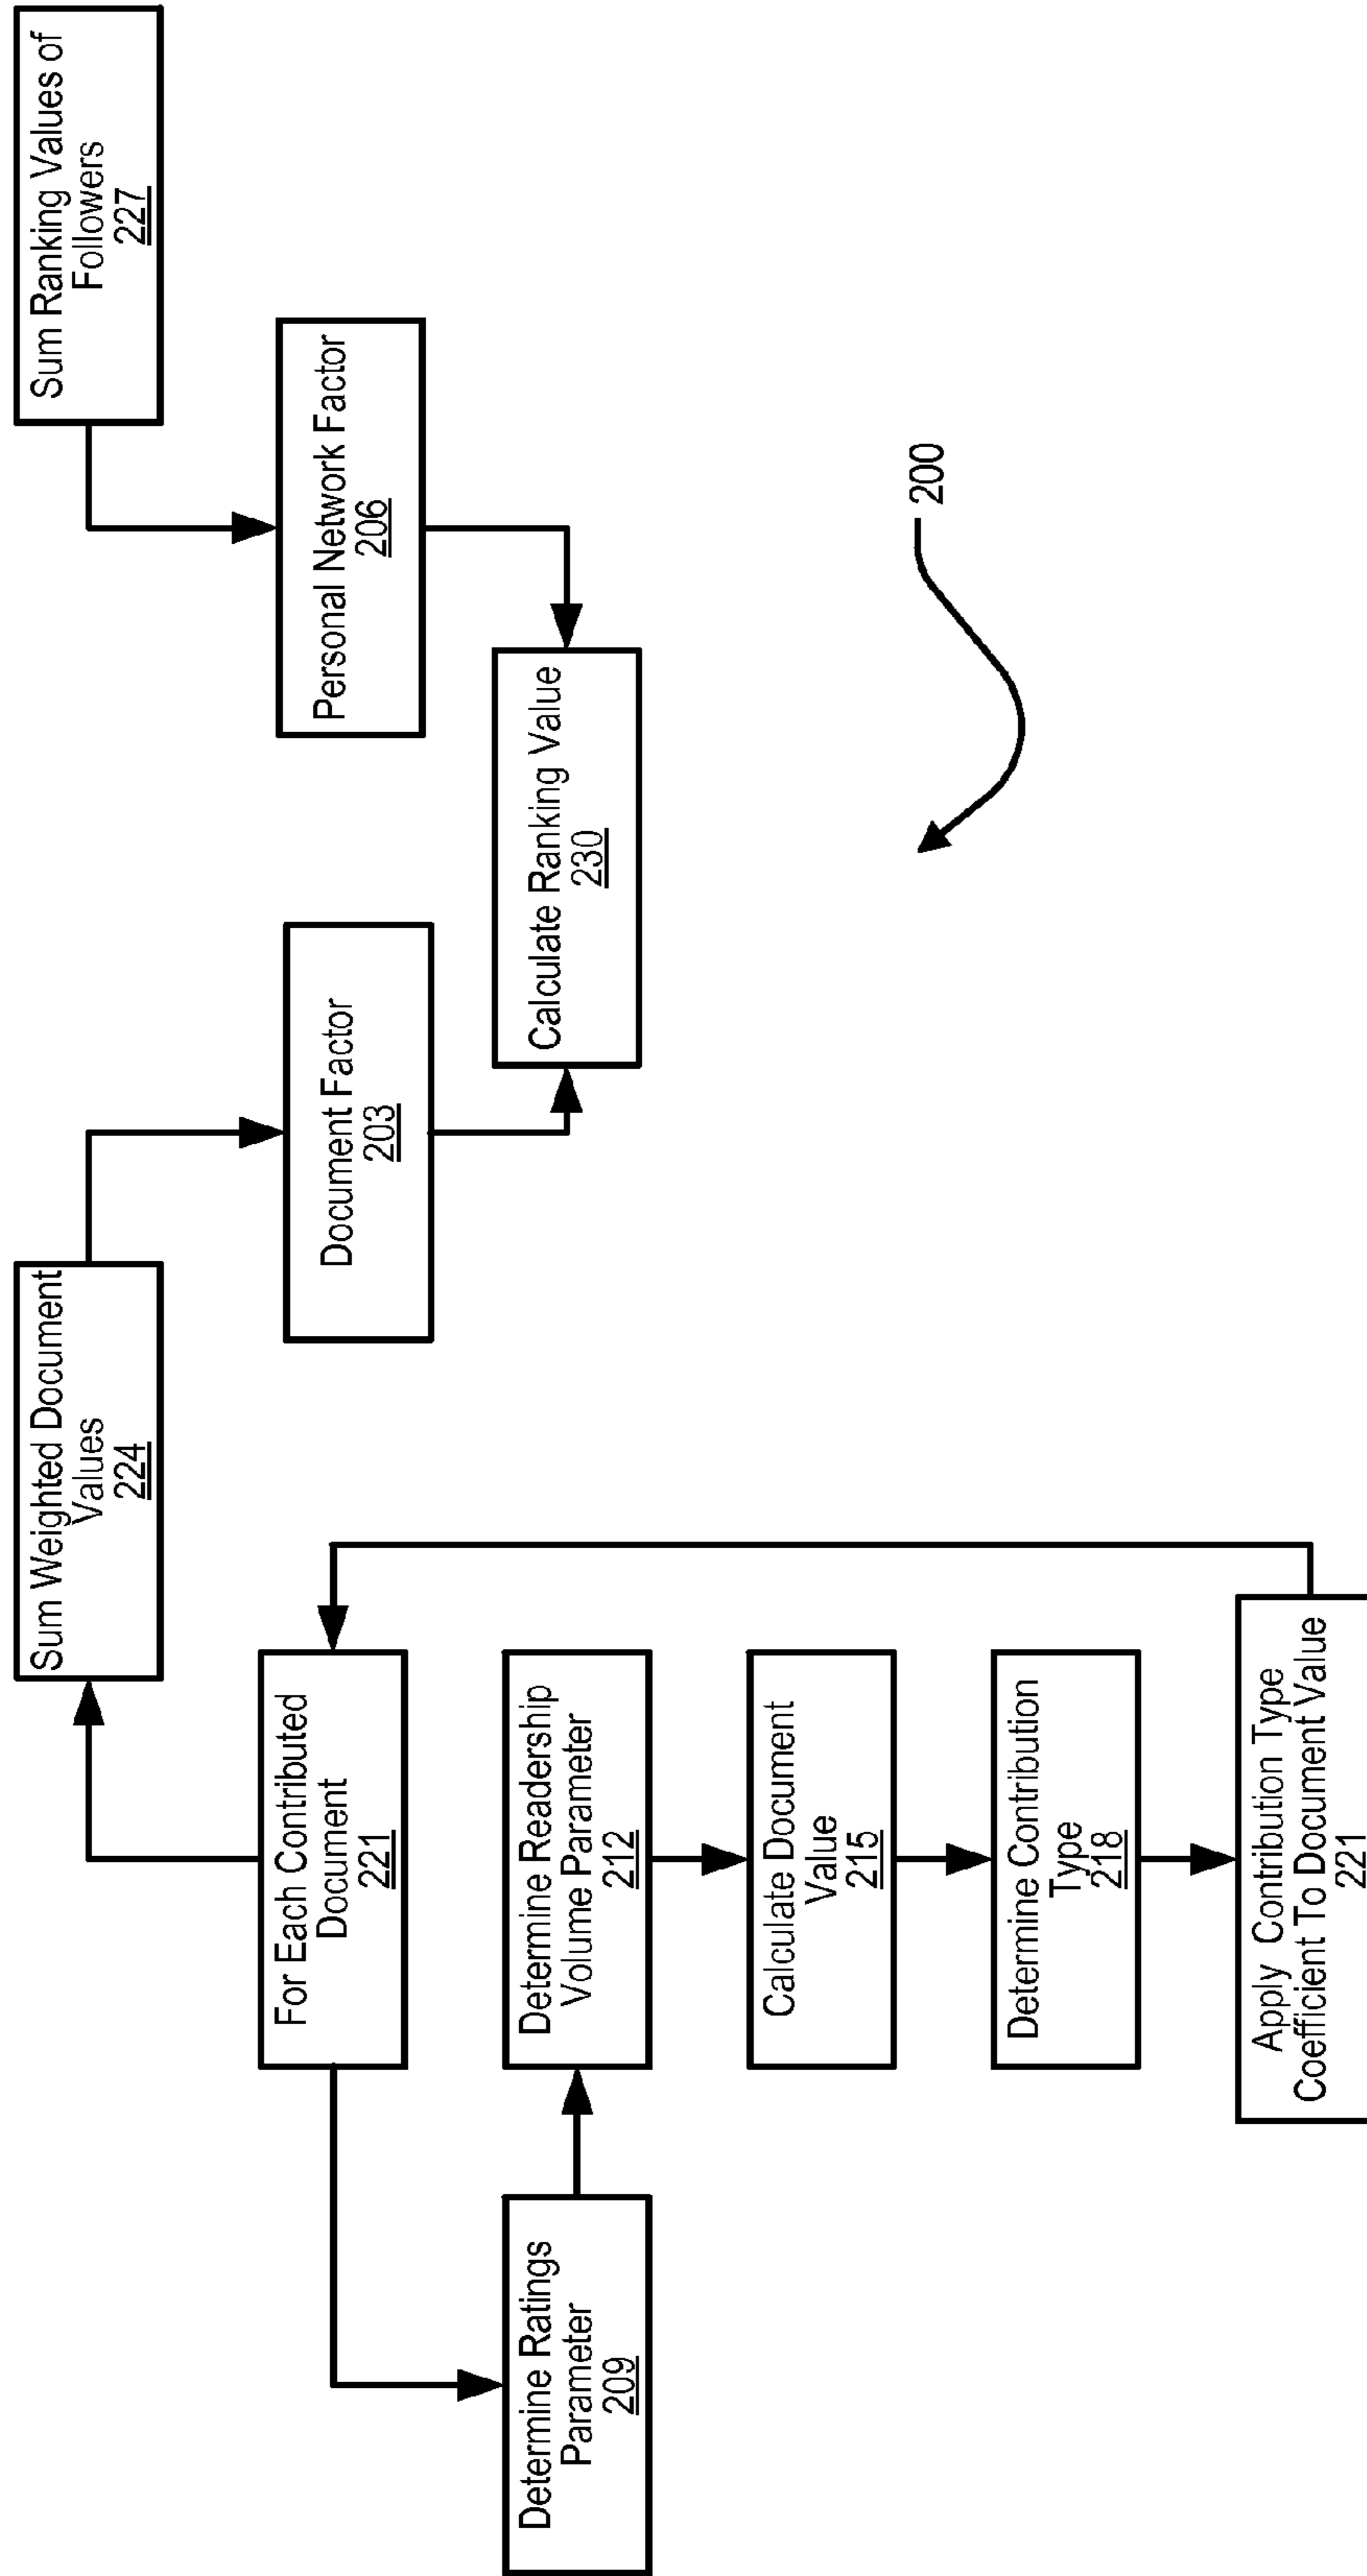 Sum Weighted Document
Values
224
Sum Ranking Values of
Followers
227
For Each Contributed
Document
221
Document Factor
203
Personal Network Factor
206
Determine Ratings
Parameter
209
Determine Readership
Volume Parameter
212
Calculate Ranking Value
230
Calculate Document
Value
215
Determine Contribution
Type
218
200
Apply Contribution Type
Coefficient To Document Value
221